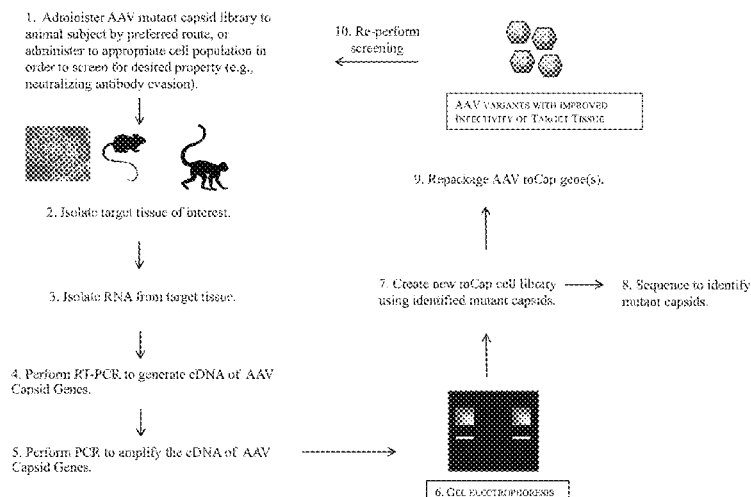 1. Administer AAV mutant capsid library to
animal subject by preferred route, or
administer to appropriate cell population in
order to screen for desired property (e.g.,
neutralizing antibody evasion).
2. Isolate target tissue of interest.
3. Isolate RNA from target tissue.
4. Perform RT-PCR to generate cDNA of AAV
Capsid Genes.
5. Perform PCR to amplify the cDNA of AAV
Capsid Genes.
6. GEL ELECTROPHORESIS
7. Create new toCap cell library
using identified mutant capsids.
8. Sequence to identify
mutant capsids.
9. Repackage AAV toCap gene(s).
AAV VARIANTS WITH IMPROVED
INFECTIVITY OF TARGET TISSUE
10. Re-perform
screening